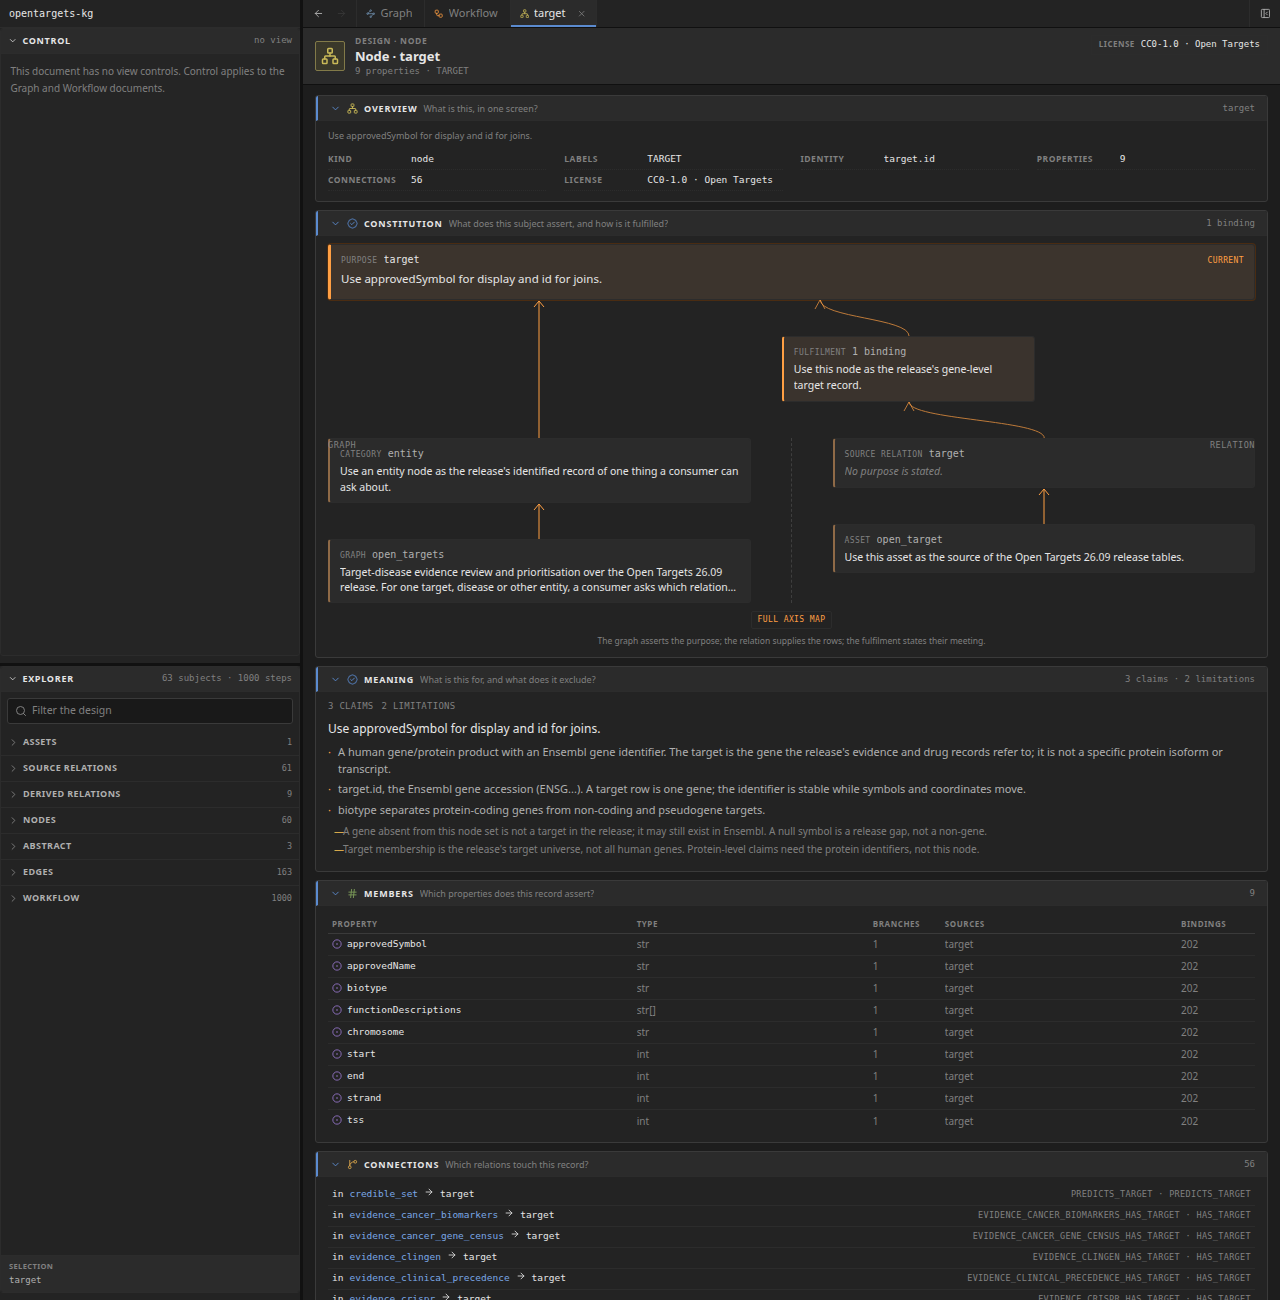 opentargets-kg
Graph
Workflow
target
CONTROL
no view
This document has no view controls. Control applies to the
Graph and Workflow documents.
DESIGN · NODE
Node · target
9 properties · TARGET
LICENSE CC0-1.0 · Open Targets
OVERVIEW What is this, in one screen?
target
Use approvedSymbol for display and id for joins.
KIND node
LABELS TARGET
IDENTITY target.id
PROPERTIES 9
CONNECTIONS 56
LICENSE CC0-1.0 · Open Targets
CONSTITUTION What does this subject assert, and how is it fulfilled?
1 binding
PURPOSE target
CURRENT
Use approvedSymbol for display and id for joins.
FULFILMENT 1 binding
Use this node as the release's gene-level
target record.
GRAPH
RELATION
CATEGORY entity
Use an entity node as the release's identified record of one thing a consumer can
ask about.
SOURCE RELATION target
No purpose is stated.
GRAPH open_targets
Target-disease evidence review and prioritisation over the Open Targets 26.09
release. For one target, disease or other entity, a consumer asks which relation...
ASSET open_target
Use this asset as the source of the Open Targets 26.09 release tables.
FULL AXIS MAP
The graph asserts the purpose; the relation supplies the rows; the fulfilment states their meeting.
EXPLORER
63 subjects · 1000 steps
Filter the design
ASSETS 1
SOURCE RELATIONS 61
DERIVED RELATIONS 9
NODES 60
ABSTRACT 3
EDGES 163
WORKFLOW 1000
MEANING What is this for, and what does it exclude?
3 claims · 2 limitations
3 CLAIMS 2 LIMITATIONS
Use approvedSymbol for display and id for joins.
· A human gene/protein product with an Ensembl gene identifier. The target is the gene the release's evidence and drug records refer to; it is not a specific protein isoform or
transcript.
· target.id, the Ensembl gene accession (ENSG...). A target row is one gene; the identifier is stable while symbols and coordinates move.
· biotype separates protein-coding genes from non-coding and pseudogene targets.
—A gene absent from this node set is not a target in the release; it may still exist in Ensembl. A null symbol is a release gap, not a non-gene.
—Target membership is the release's target universe, not all human genes. Protein-level claims need the protein identifiers, not this node.
MEMBERS Which properties does this record assert?
9
PROPERTY TYPE BRANCHES SOURCES BINDINGS
approvedSymbol str 1 target 202
approvedName str 1 target 202
biotype str 1 target 202
functionDescriptions str[] 1 target 202
chromosome str 1 target 202
start int 1 target 202
end int 1 target 202
strand int 1 target 202
tss int 1 target 202
CONNECTIONS Which relations touch this record?
56
in credible_set → target PREDICTS_TARGET · PREDICTS_TARGET
in evidence_cancer_biomarkers → target EVIDENCE_CANCER_BIOMARKERS_HAS_TARGET · HAS_TARGET
in evidence_cancer_gene_census → target EVIDENCE_CANCER_GENE_CENSUS_HAS_TARGET · HAS_TARGET
in evidence_clingen → target EVIDENCE_CLINGEN_HAS_TARGET · HAS_TARGET
in evidence_clinical_precedence → target EVIDENCE_CLINICAL_PRECEDENCE_HAS_TARGET · HAS_TARGET
in evidence_crispr → target EVIDENCE_CRISPR_HAS_TARGET · HAS_TARGET
SELECTION
target